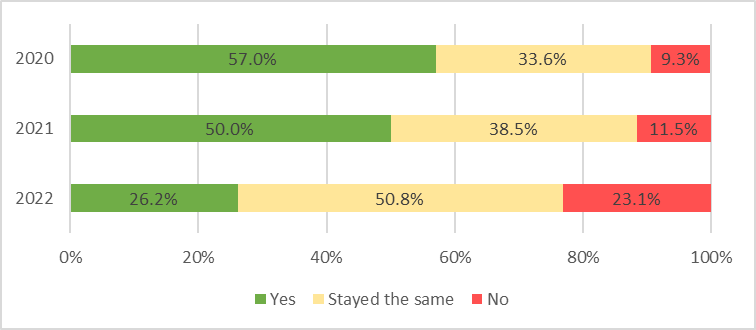 2020 57.0% 33.6% 9.3%
2021 50.0% 38.5% 11.5%
2022 26.2% 50.8% 23.1%
0% 20% 40% 60% 80% 100%
Yes Stayed the same No